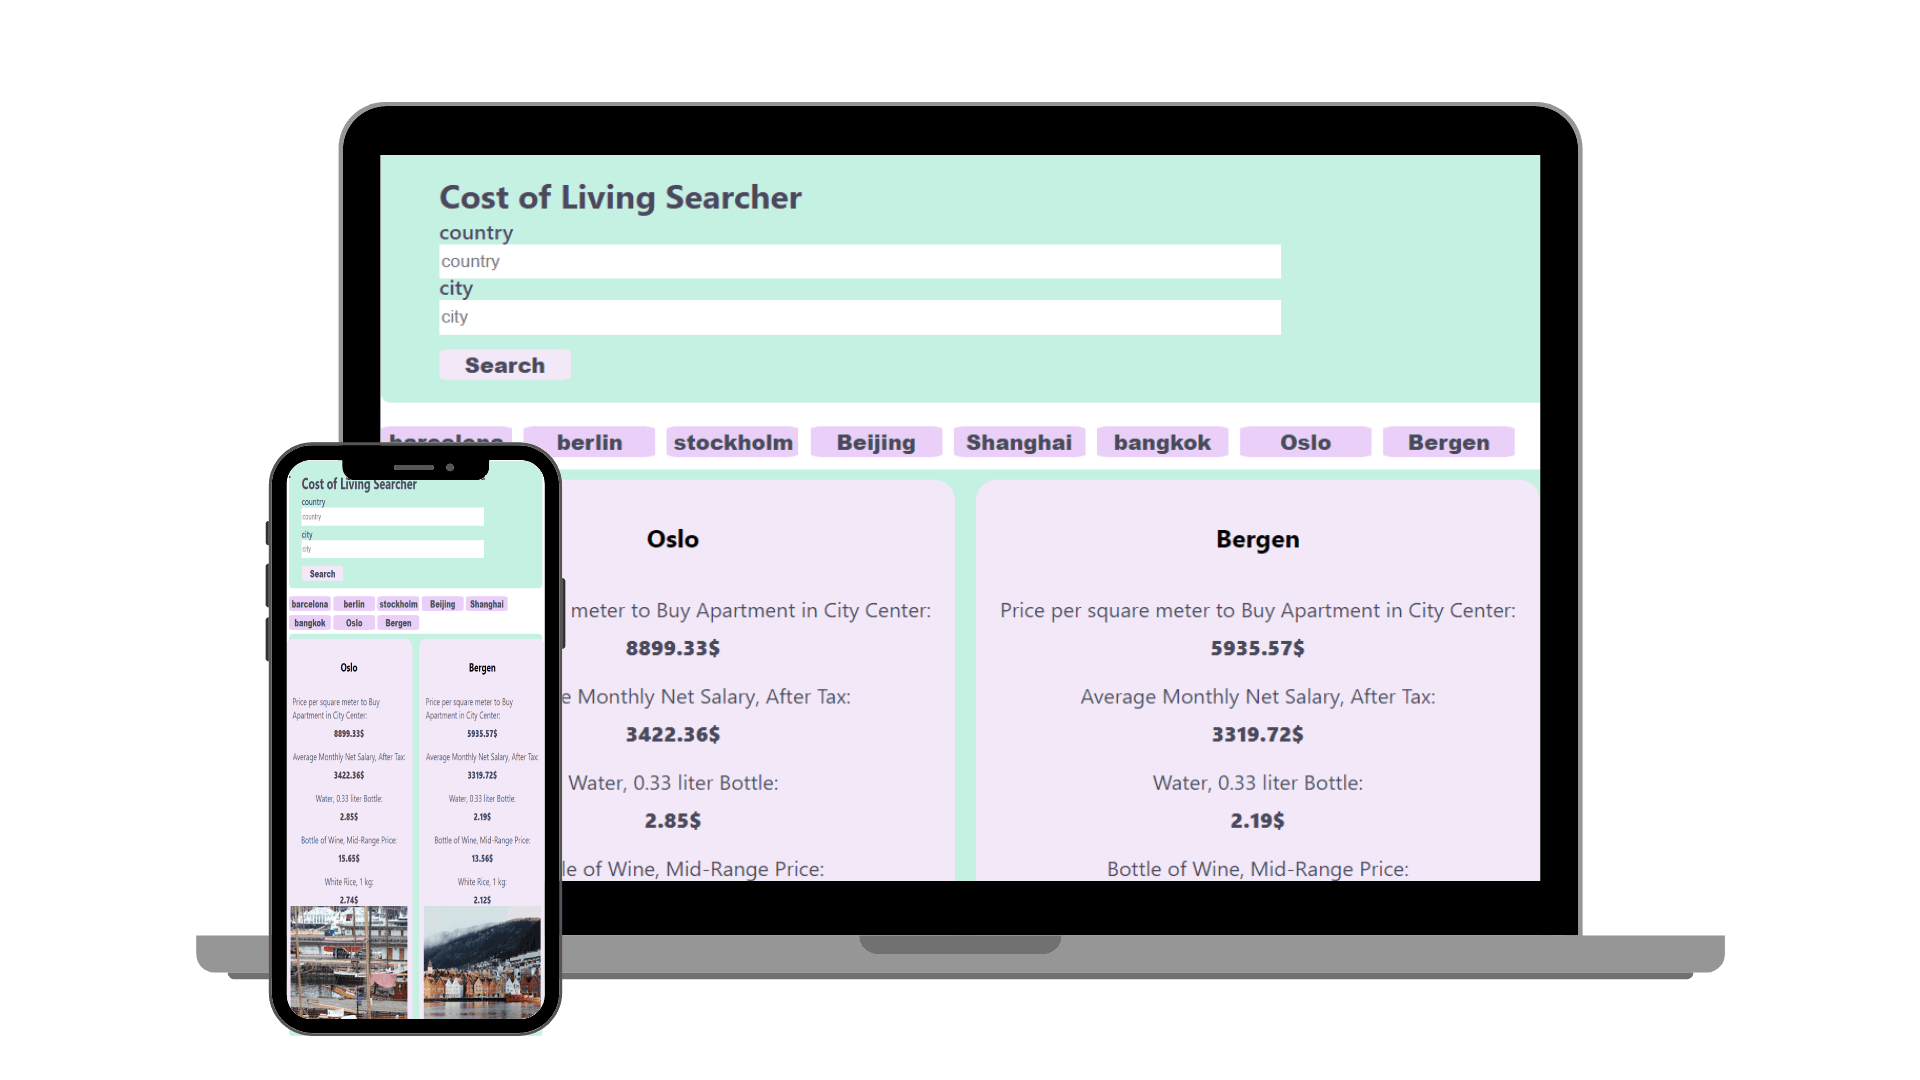 Cost of Living Searcher
country
country
city
city
Search
barcelona berlin stockholm Beijing Shanghai bangkok Oslo Bergen
Oslo Bergen
meter to Buy Apartment in City Center: Price per square meter to Buy Apartment in City Center:
8899.33$ 5935.57$
e Monthly Net Salary, After Tax: Average Monthly Net Salary, After Tax:
3422.36$ 3319.72$
Water, 0.33 liter Bottle: Water, 0.33 liter Bottle:
2.85$ 2.19$
le of Wine, Mid-Range Price: Bottle of Wine, Mid-Range Price:
Cost of Living Searcher
country
country
city
city
Search
barcelona berlin stockholm Beijing Shanghai
bangkok Oslo Bergen
Oslo Bergen
Price per square meter to Buy Price per square meter to Buy
Apartment in City Center: Apartment in City Center:
8899.33$ 5935.57$
Average Monthly Net Salary, After Tax: Average Monthly Net Salary, After Tax:
3422.36$ 3319.72$
Water, 0.33 liter Bottle: Water, 0.33 liter Bottle:
2.85$ 2.19$
Bottle of Wine, Mid-Range Price: Bottle of Wine, Mid-Range Price:
15.65$ 13.56$
White Rice, 1 kg: White Rice, 1 kg:
2.74$ 2.12$